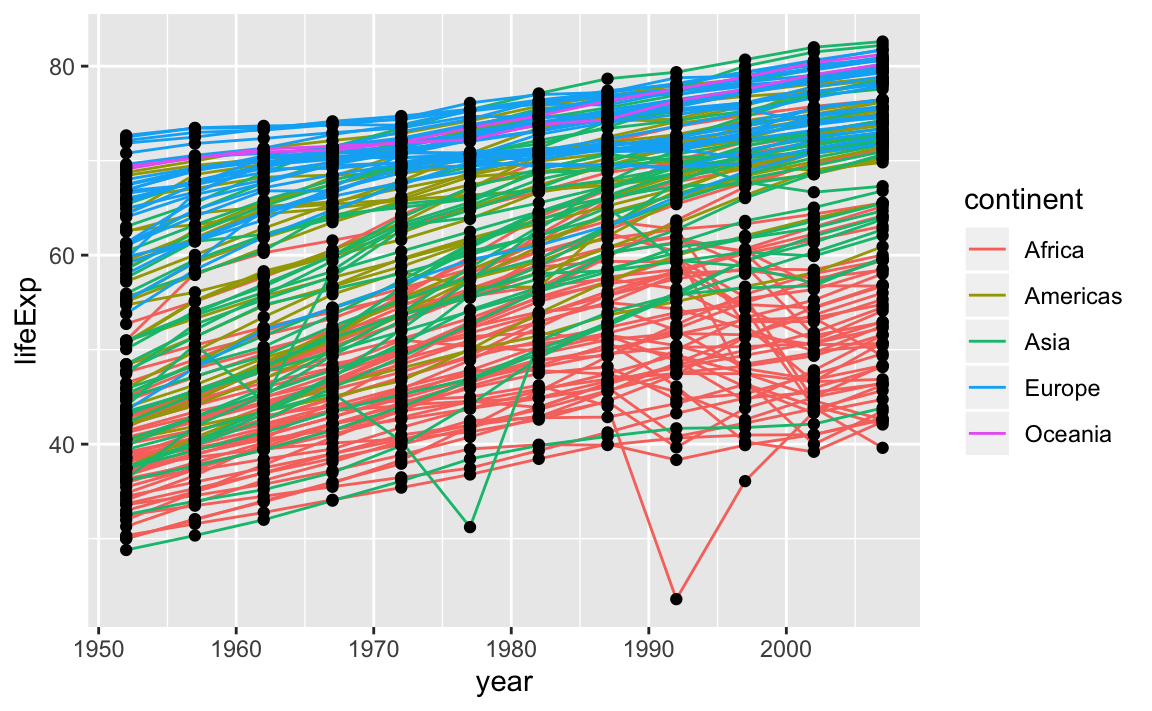 80
60
40
lifeExp
1950 1960 1970 1980 1990 2000
year
continent
Africa
Americas
Asia
Europe
Oceania